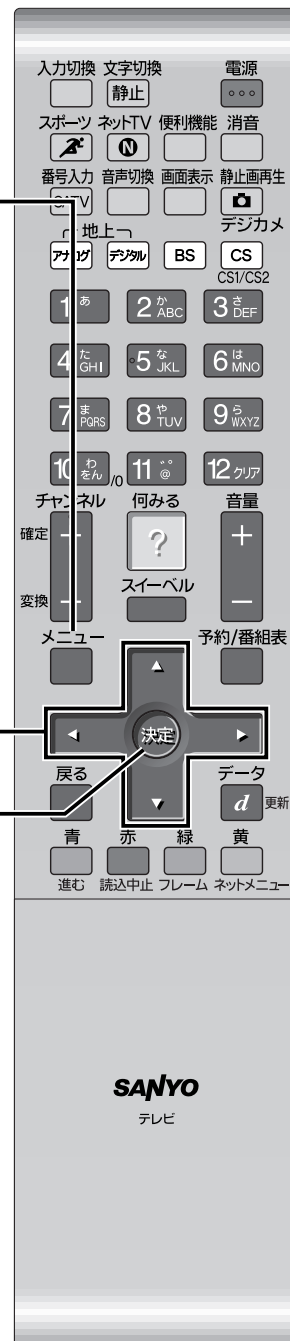 入力切換 文字切換 電源
静止
スポーツ ネットTV 便利機能 消音
N
番号入力 音声切換 画面表示 静止画再生
CATV
地上 デジカメ
アナログ デジタル BS CS
CS1/CS2
1 あ 2 か ABC 3 さ DEF
4 た GHI 5 な JKL 6 は MNO
7 ま PQRS 8 や TUV 9 ら WXYZ
10 わをん /0 11 ゛゜ @ 12 クリア
チャンネル 何みる 音量
確定 + ? +
スイーベル
変換 − −
メニュー 予約/番組表
決定
戻る データ
d 更新
青 赤 緑 黄
進む 読込中止 フレーム ネットメニュー
SANYO
テレビ